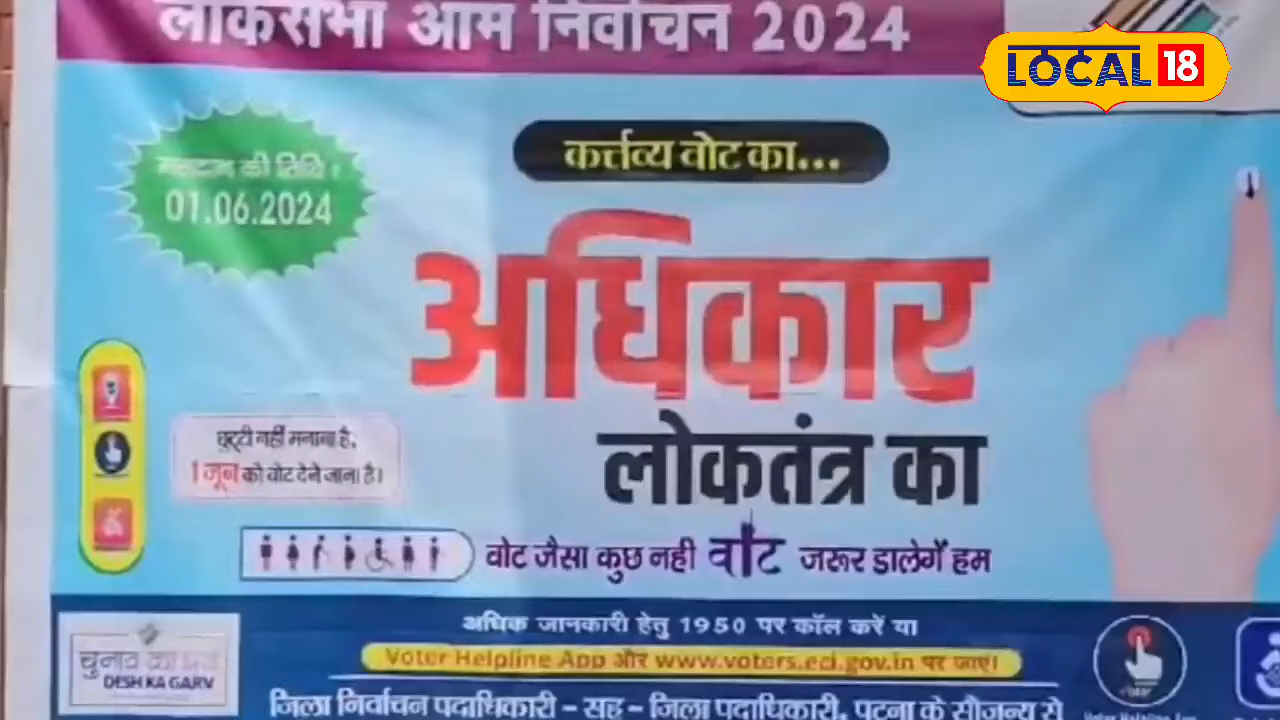 लोकसभा आम निर्वाचन 2024
LOCAL 18
मतदान की तिथि :
01.06.2024
कर्त्तव्य वोट का...
अधिकार
लोकतंत्र का
छुट्टी नहीं मनाना है,
1 जून को वोट देने जाना है।
वोट जैसा कुछ नही वोट जरूर डालेगें हम
अधिक जानकारी हेतु 1950 पर कॉल करें या
Voter Helpline App और www.voters.eci.gov.in पर जाए।
चुनाव का पर्व
DESH KA GARV
जिला निर्वाचन पदाधिकारी - सह - जिला पदाधिकारी, पटना के सौजन्य से